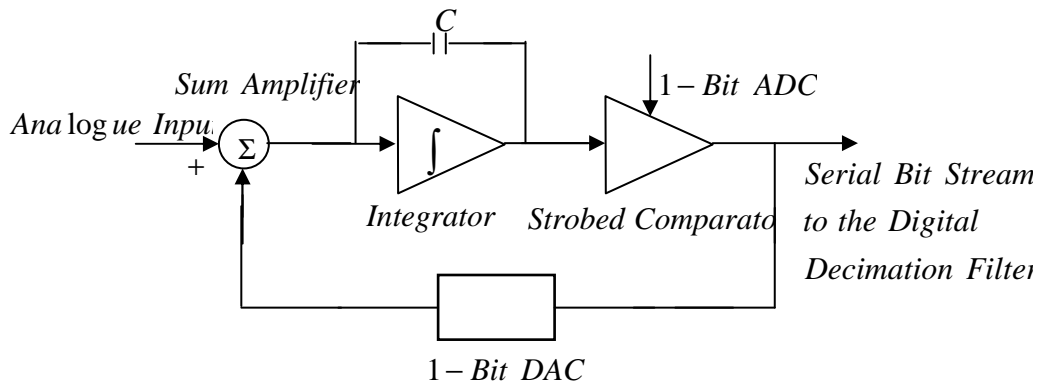 C
Sum Amplifier
1 – Bit ADC
Analogue Inpu
+
Σ
∫
Integrator
Strobed Comparato
Serial Bit Stream
to the Digital
Decimation Filter
1 – Bit DAC